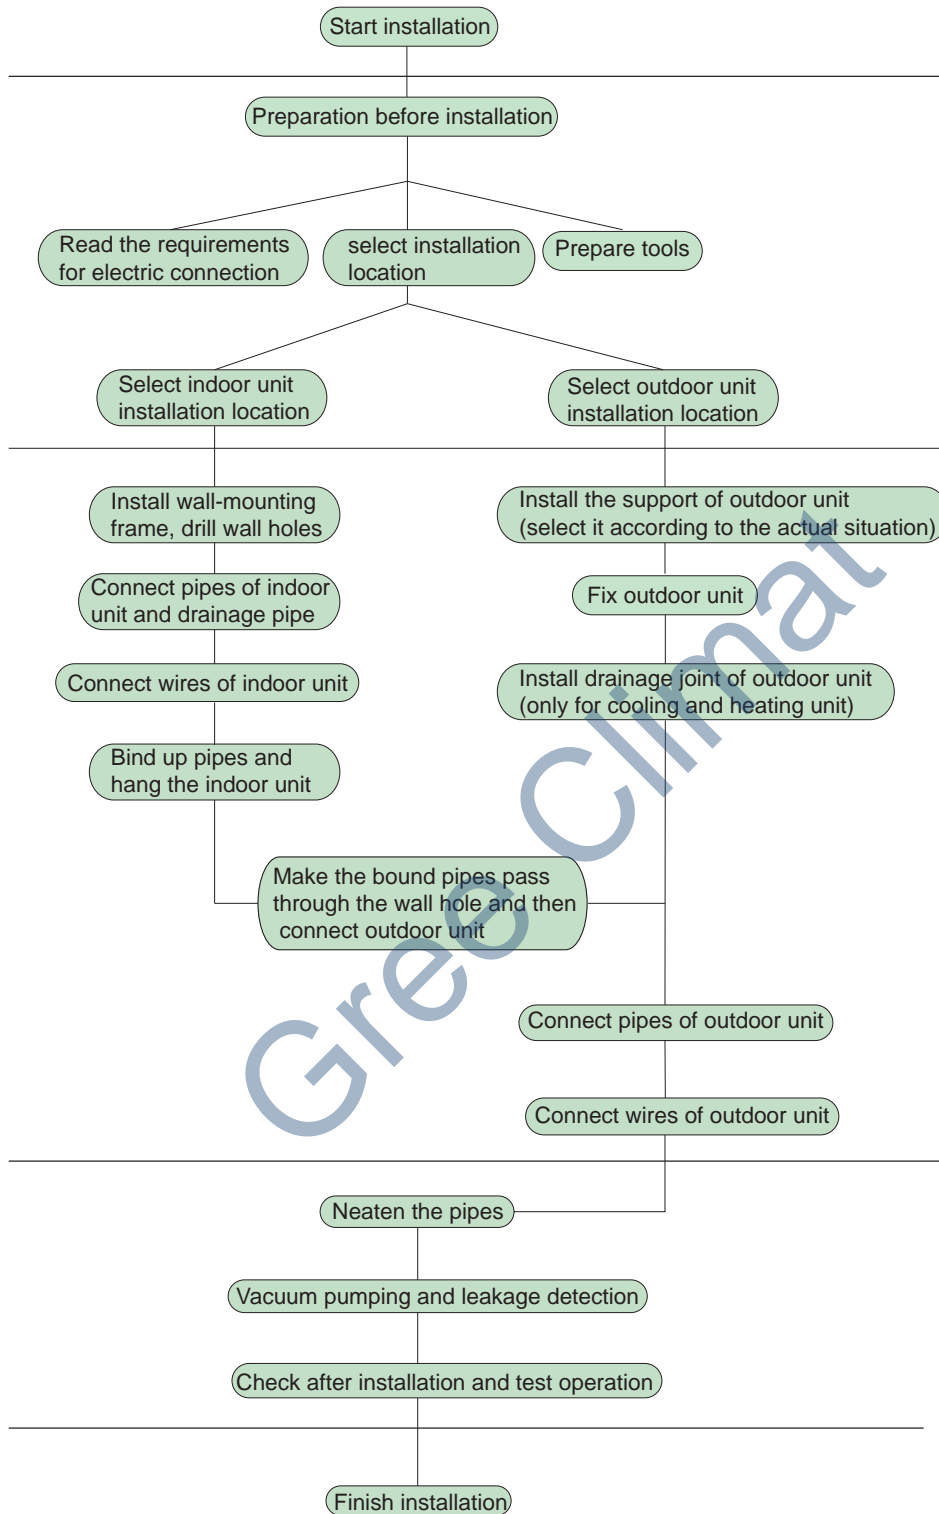 Start installation
Preparation before installation
Read the requirements
for electric connection
select installation
location
Prepare tools
Select indoor unit
installation location
Select outdoor unit
installation location
Install wall-mounting
frame, drill wall holes
Install the support of outdoor unit
(select it according to the actual situation)
Connect pipes of indoor
unit and drainage pipe
Fix outdoor unit
Connect wires of indoor unit
Install drainage joint of outdoor unit
(only for cooling and heating unit)
Bind up pipes and
hang the indoor unit
Make the bound pipes pass
through the wall hole and then
connect outdoor unit
Connect pipes of outdoor unit
Connect wires of outdoor unit
Neaten the pipes
Vacuum pumping and leakage detection
Check after installation and test operation
Finish installation
Gree Climat